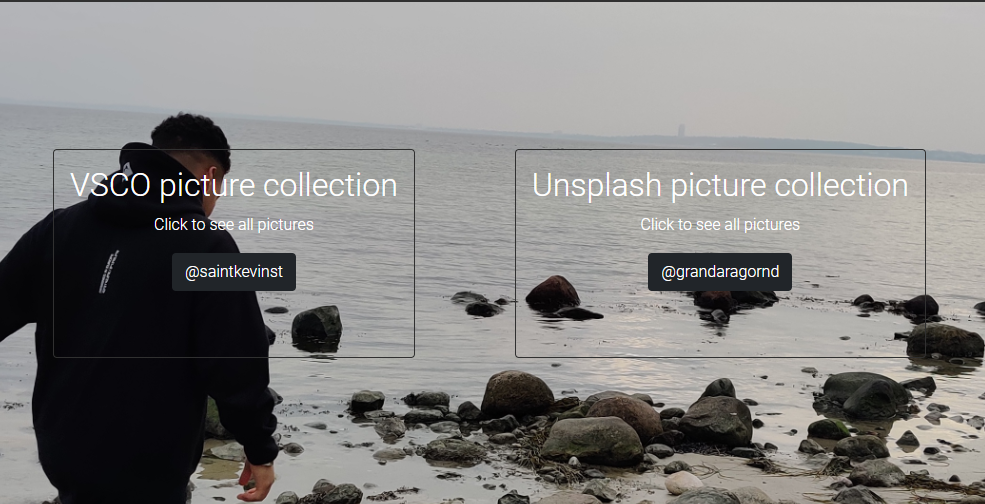 VSCO picture collection
Click to see all pictures
@saintkevinst
Unsplash picture collection
Click to see all pictures
@grandaragornd